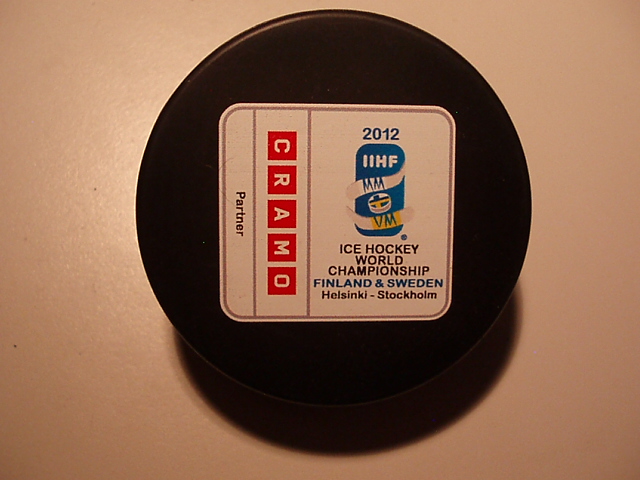 Partner
CRAMO
2012
IIHF
MM
VM
ICE HOCKEY
WORLD
CHAMPIONSHIP
FINLAND & SWEDEN
Helsinki - Stockholm